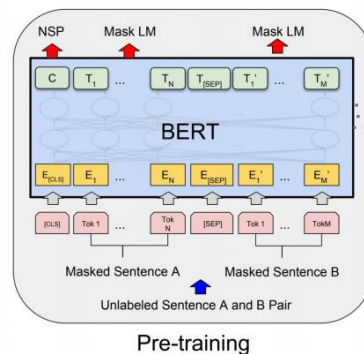 NSP Mask LM Mask LM
C T1 ... TN T[SEP] T1' ... TM'
BERT
E[CLS] E1 ... EN E[SEP] E1' ... EM'
[CLS] Tok 1 ... Tok N [SEP] Tok 1 ... TokM
Masked Sentence A Masked Sentence B
Unlabeled Sentence A and B Pair
Pre-training